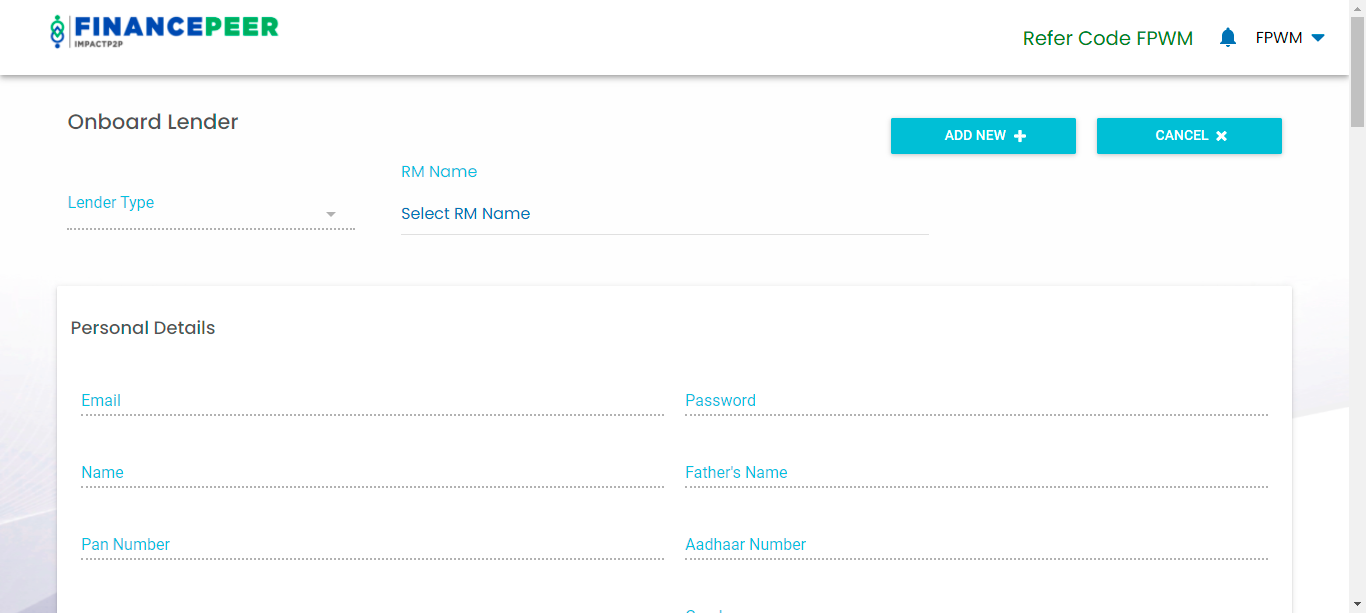 FINANCEPEER
IMPACTP2P
Refer Code FPWM
FPWM
Onboard Lender
ADD NEW
CANCEL
RM Name
Lender Type
Select RM Name
Personal Details
Email
Password
Name
Father's Name
Pan Number
Aadhaar Number